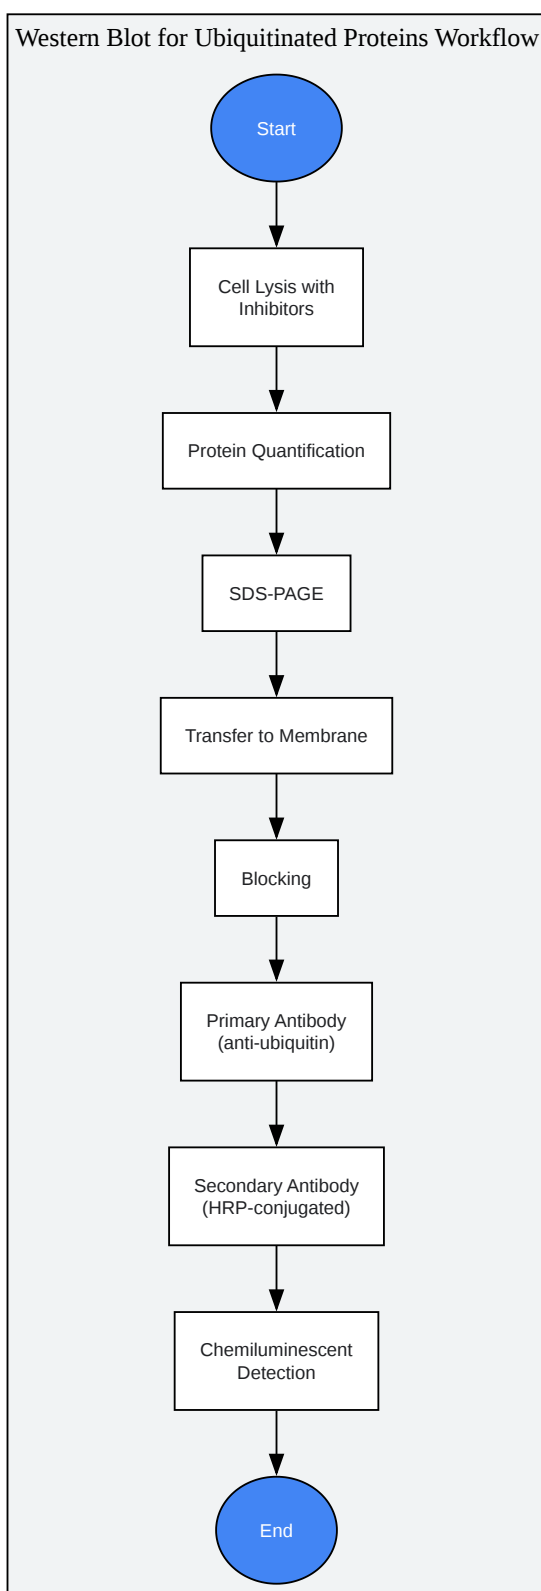 Western Blot for Ubiquitinated Proteins Workflow
Start
Cell Lysis with
Inhibitors
Protein Quantification
SDS-PAGE
Transfer to Membrane
Blocking
Primary Antibody
(anti-ubiquitin)
Secondary Antibody
(HRP-conjugated)
Chemiluminescent
Detection
End